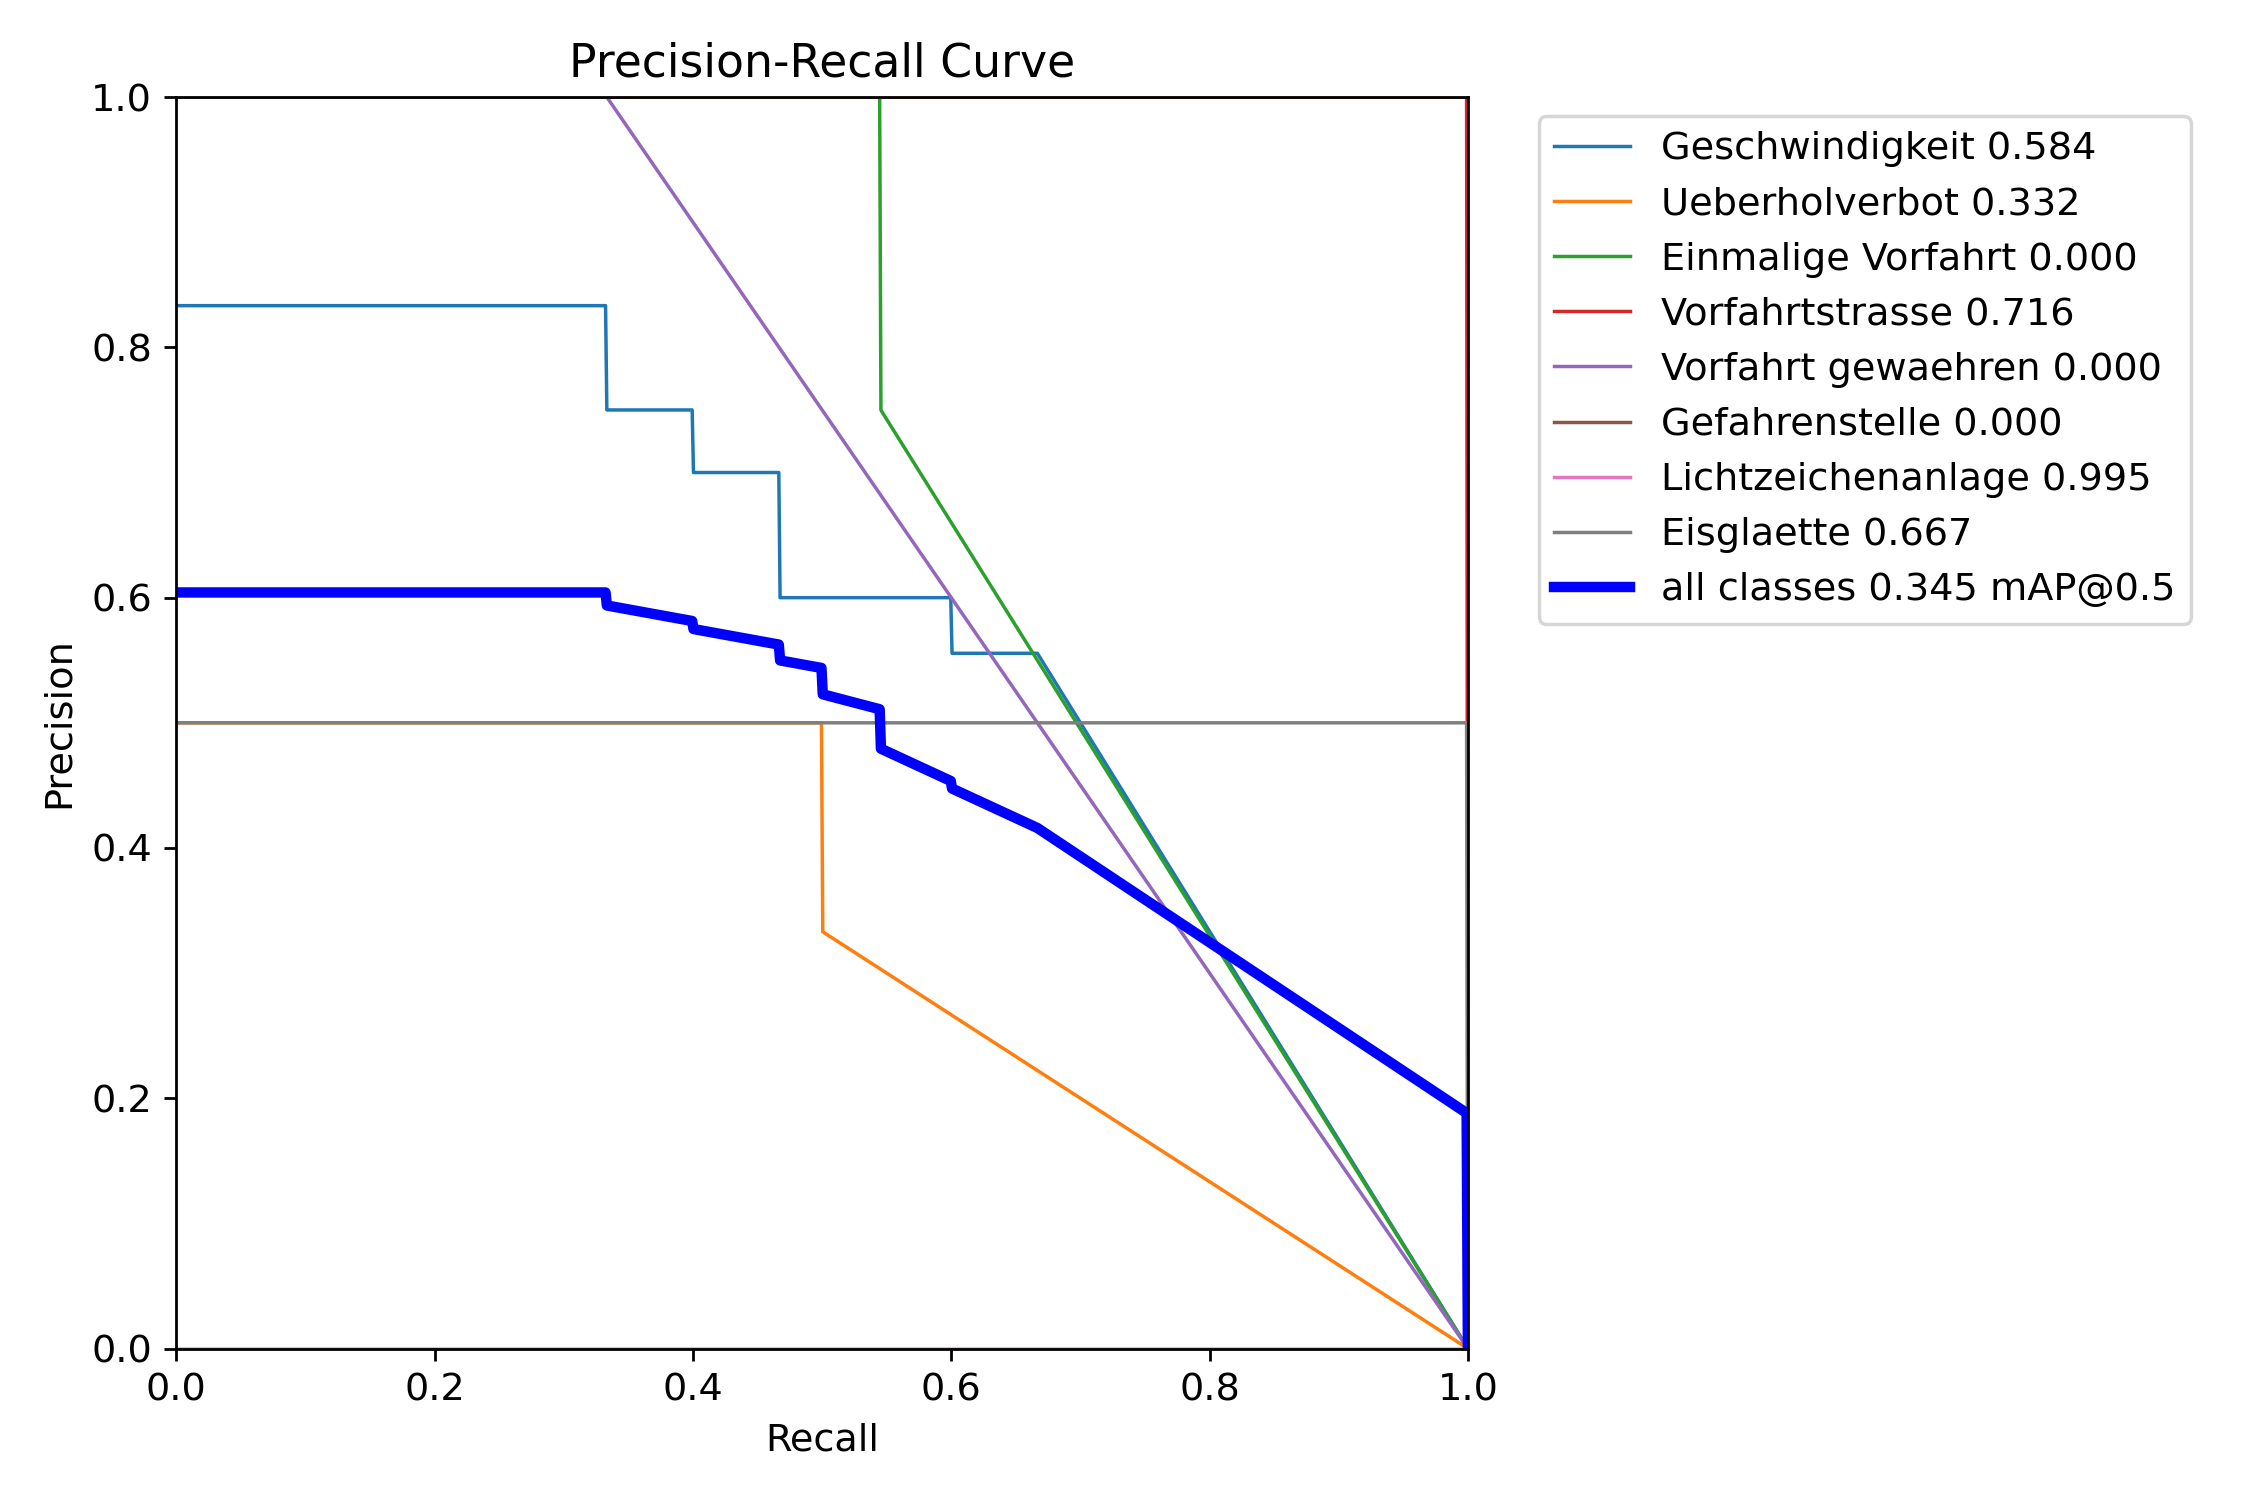 Precision-Recall Curve
1.0
0.8
0.6
0.4
0.2
0.0
Precision
0.0 0.2 0.4 0.6 0.8 1.0
Recall
Geschwindigkeit 0.584
Ueberholverbot 0.332
Einmalige Vorfahrt 0.000
Vorfahrtstrasse 0.716
Vorfahrt gewaehren 0.000
Gefahrenstelle 0.000
Lichtzeichenanlage 0.995
Eisglaette 0.667
all classes 0.345 mAP@0.5